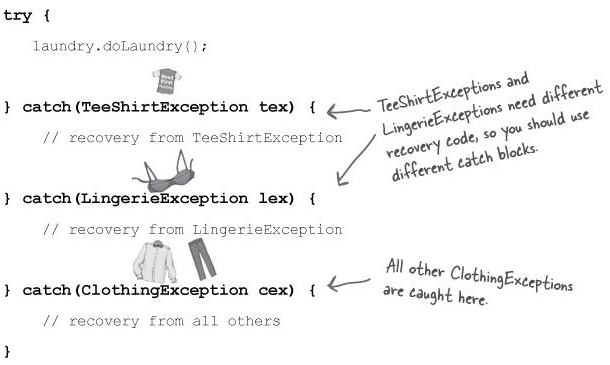 try {
laundry.doLaundry();
Head First
} catch(TeeShirtException tex) {
// recovery from TeeShirtException
} catch(LingerieException lex) {
// recovery from LingerieException
} catch(ClothingException cex) {
// recovery from all others
}
TeeShirtExceptions and
LingerieExceptions need different
recovery code, so you should use
different catch blocks.
All other ClothingExceptions
are caught here.